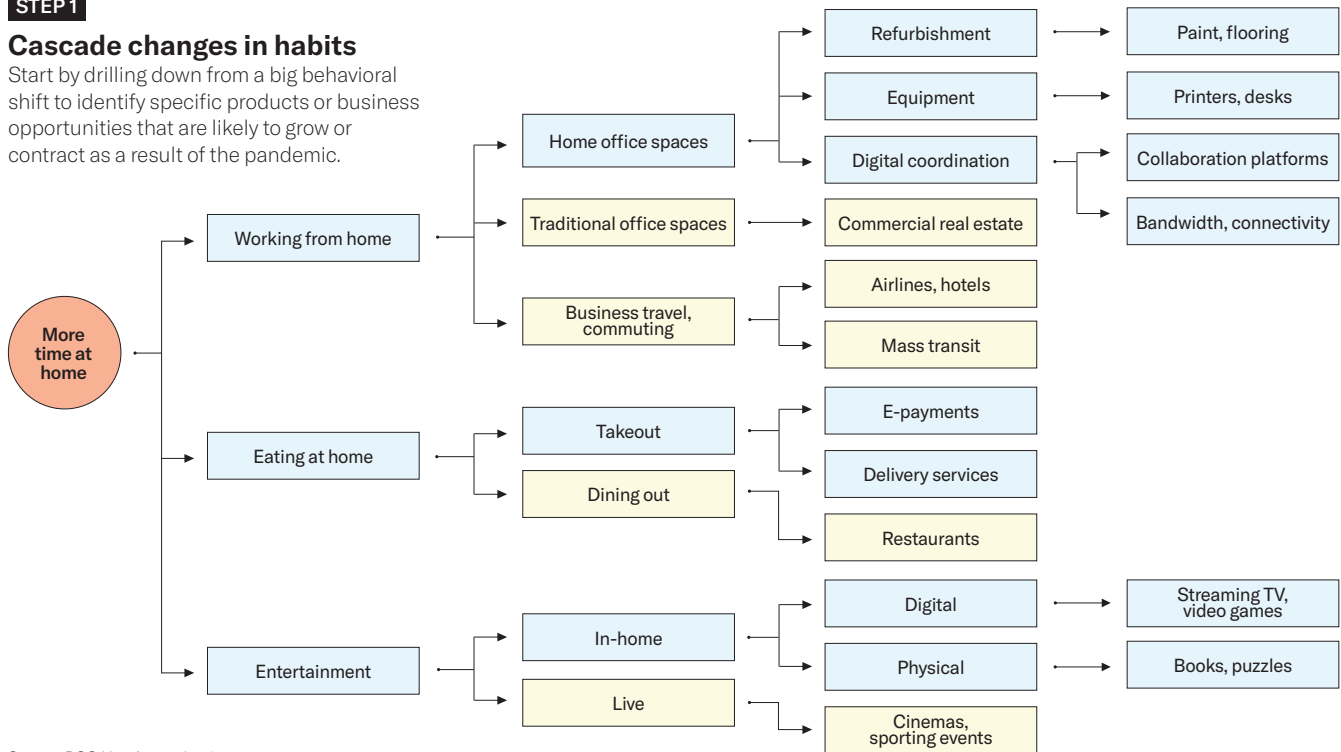 STEP 1
Cascade changes in habits
Start by drilling down from a big behavioral
shift to identify specific products or business
opportunities that are likely to grow or
contract as a result of the pandemic.
More
time at
home
Working from home
Home office spaces
Refurbishment
Paint, flooring
Equipment
Printers, desks
Digital coordination
Collaboration platforms
Bandwidth, connectivity
Traditional office spaces
Commercial real estate
Business travel,
commuting
Airlines, hotels
Mass transit
Eating at home
Takeout
E-payments
Delivery services
Dining out
Restaurants
Entertainment
In-home
Digital
Streaming TV,
video games
Physical
Books, puzzles
Live
Cinemas,
sporting events